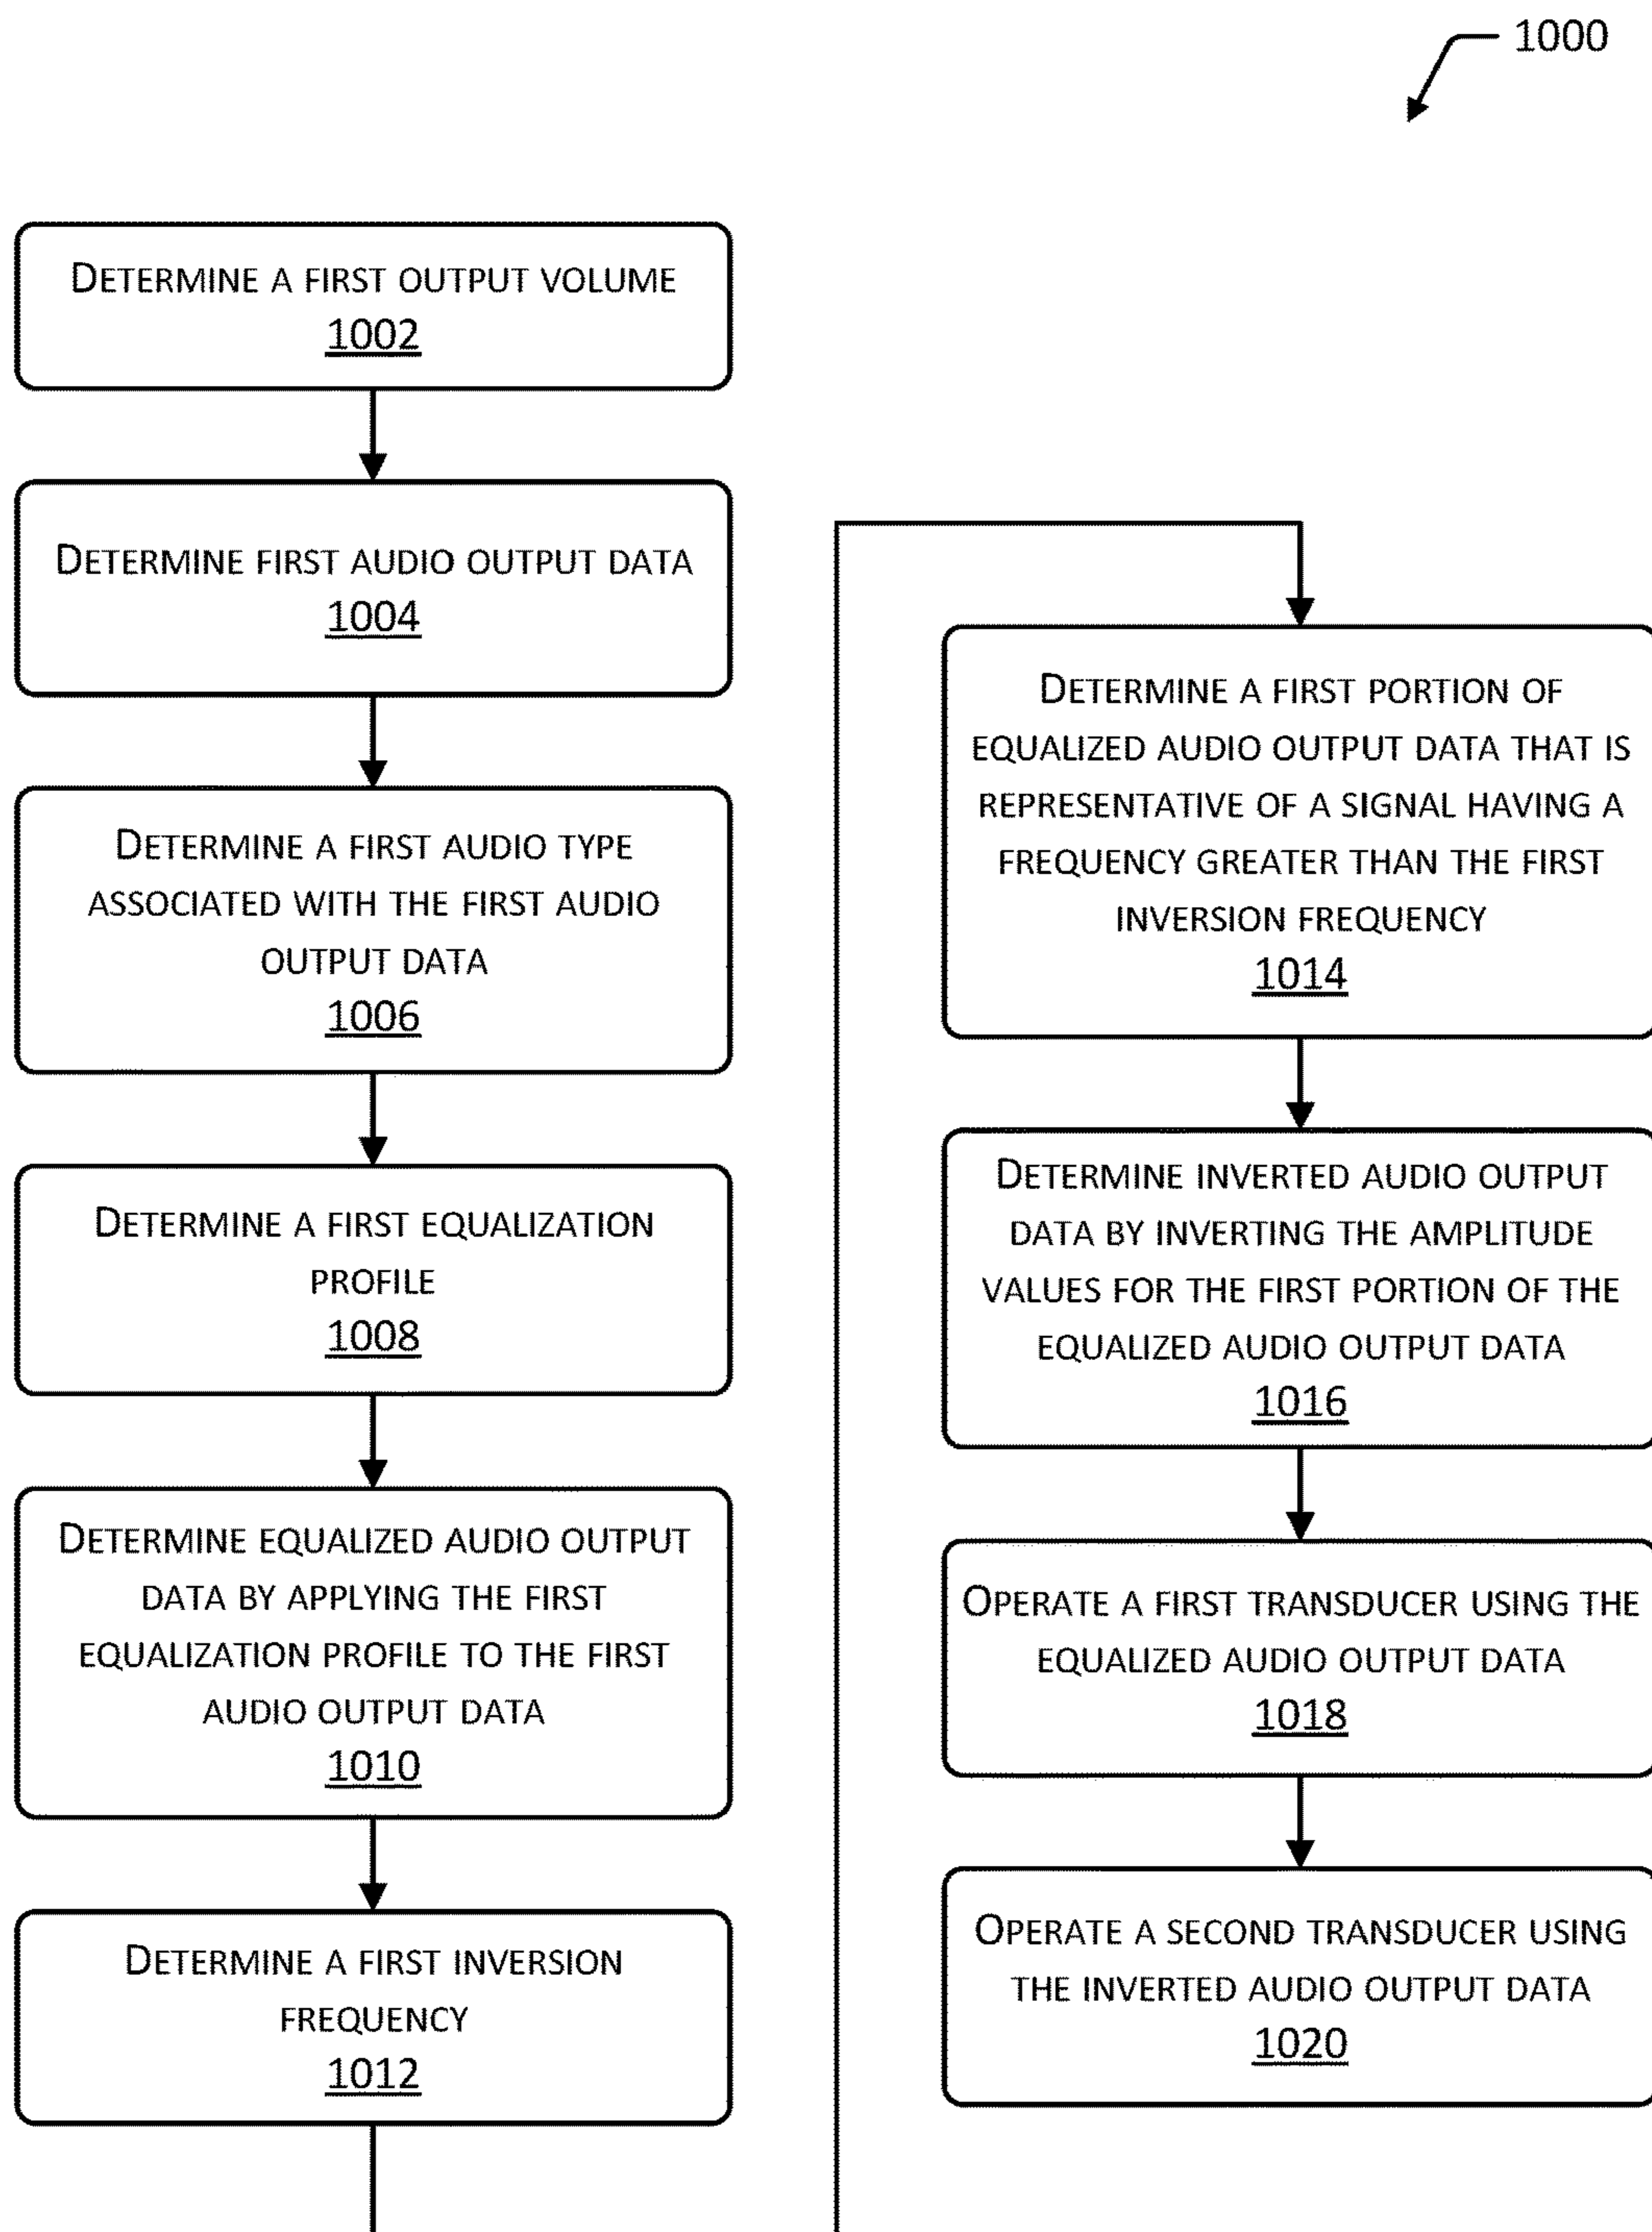 1000
DETERMINE A FIRST OUTPUT VOLUME
1002
DETERMINE FIRST AUDIO OUTPUT DATA
1004
DETERMINE A FIRST AUDIO TYPE
ASSOCIATED WITH THE FIRST AUDIO
OUTPUT DATA
1006
DETERMINE A FIRST EQUALIZATION
PROFILE
1008
DETERMINE EQUALIZED AUDIO OUTPUT
DATA BY APPLYING THE FIRST
EQUALIZATION PROFILE TO THE FIRST
AUDIO OUTPUT DATA
1010
DETERMINE A FIRST INVERSION
FREQUENCY
1012
DETERMINE A FIRST PORTION OF
EQUALIZED AUDIO OUTPUT DATA THAT IS
REPRESENTATIVE OF A SIGNAL HAVING A
FREQUENCY GREATER THAN THE FIRST
INVERSION FREQUENCY
1014
DETERMINE INVERTED AUDIO OUTPUT
DATA BY INVERTING THE AMPLITUDE
VALUES FOR THE FIRST PORTION OF THE
EQUALIZED AUDIO OUTPUT DATA
1016
OPERATE A FIRST TRANSDUCER USING THE
EQUALIZED AUDIO OUTPUT DATA
1018
OPERATE A SECOND TRANSDUCER USING
THE INVERTED AUDIO OUTPUT DATA
1020